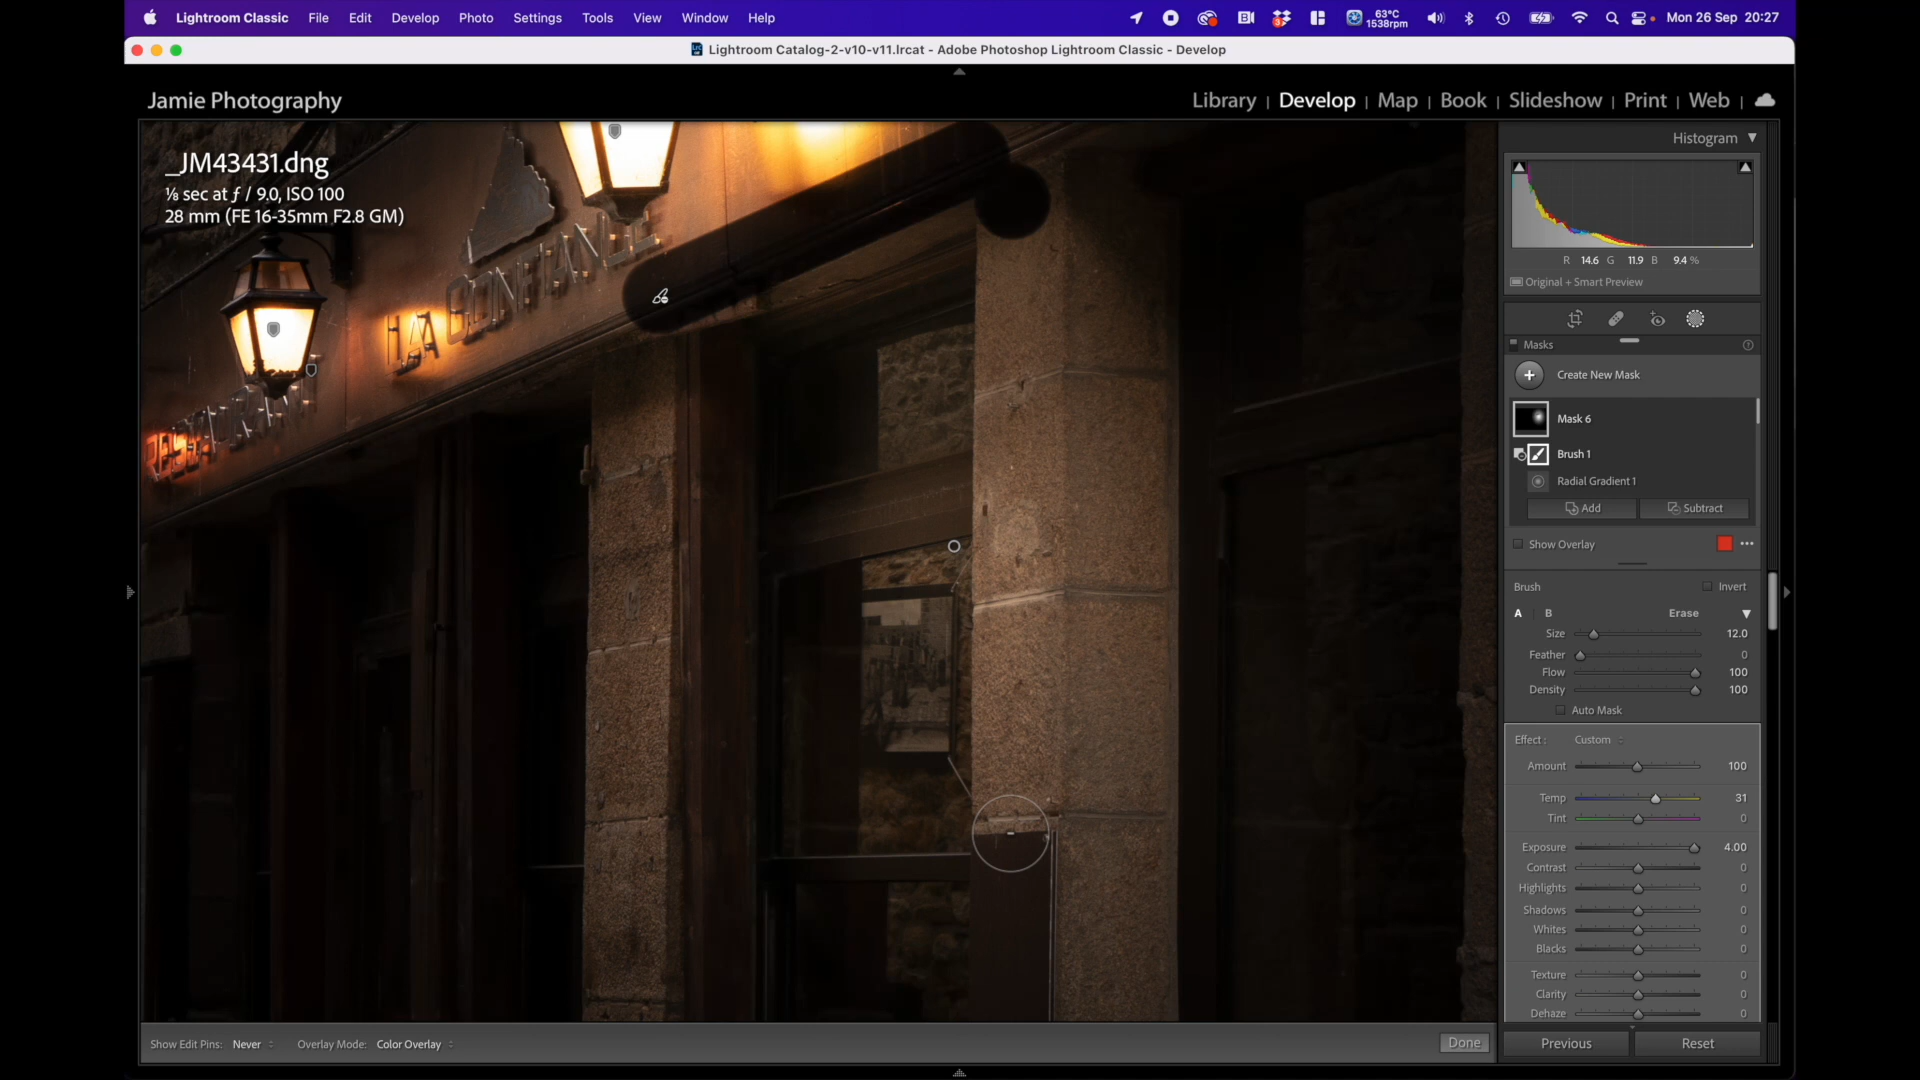 Lightroom Classic File Edit Develop Photo Settings Tools View Window Help
63°C
1538rpm
Mon 26 Sep 20:27
Lightroom Catalog-2-v10-v11.lrcat - Adobe Photoshop Lightroom Classic - Develop
Jamie Photography
Library | Develop | Map | Book | Slideshow | Print | Web |
_JM43431.dng
⅛ sec at ƒ / 9.0, ISO 100
28 mm (FE 16-35mm F2.8 GM)
LA CONFIANCE
RESTAURANT
Histogram
R 14.6 G 11.9 B 9.4 %
Original + Smart Preview
Masks
Create New Mask
Mask 6
Brush 1
Radial Gradient 1
Add Subtract
Show Overlay
Brush Invert
A B Erase
Size 12.0
Feather 0
Flow 100
Density 100
Auto Mask
Effect : Custom
Amount 100
Temp 31
Tint 0
Exposure 4.00
Contrast 0
Highlights 0
Shadows 0
Whites 0
Blacks 0
Texture 0
Clarity 0
Dehaze 0
Show Edit Pins: Never Overlay Mode: Color Overlay Done
Previous Reset